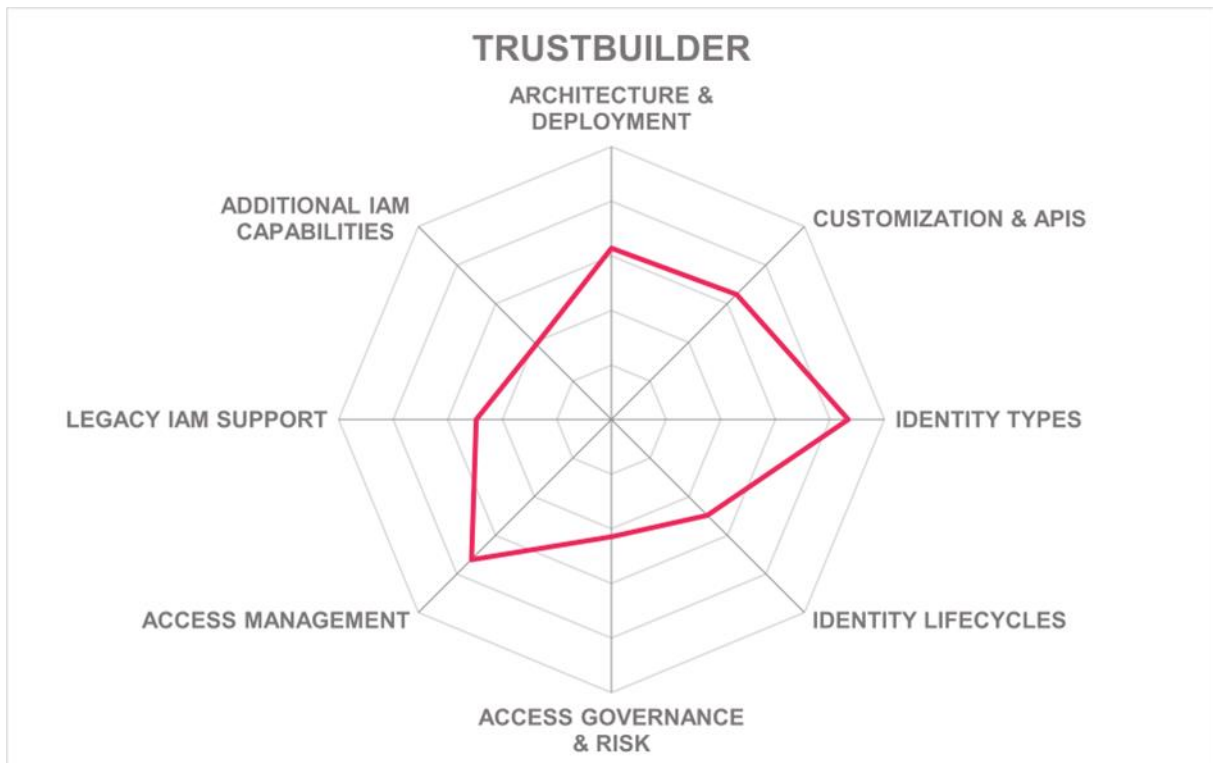 TRUSTBUILDER
ARCHITECTURE &
DEPLOYMENT
ADDITIONAL IAM
CAPABILITIES
CUSTOMIZATION & APIS
LEGACY IAM SUPPORT
IDENTITY TYPES
ACCESS MANAGEMENT
IDENTITY LIFECYCLES
ACCESS GOVERNANCE
& RISK